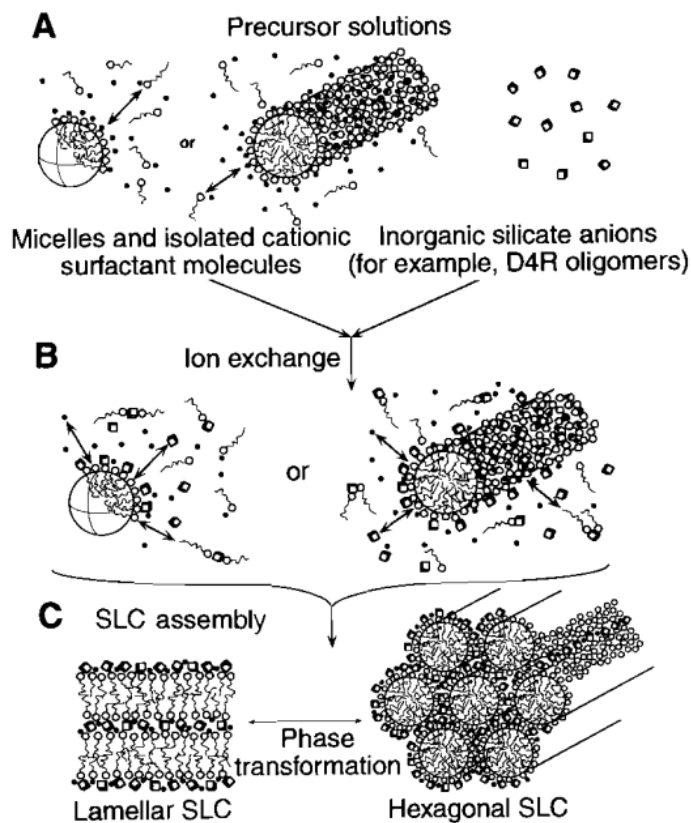 A
Precursor solutions
or
Micelles and isolated cationic
surfactant molecules
Inorganic silicate anions
(for example, D4R oligomers)
B
Ion exchange
or
C
SLC assembly
Phase
transformation
Lamellar SLC
Hexagonal SLC